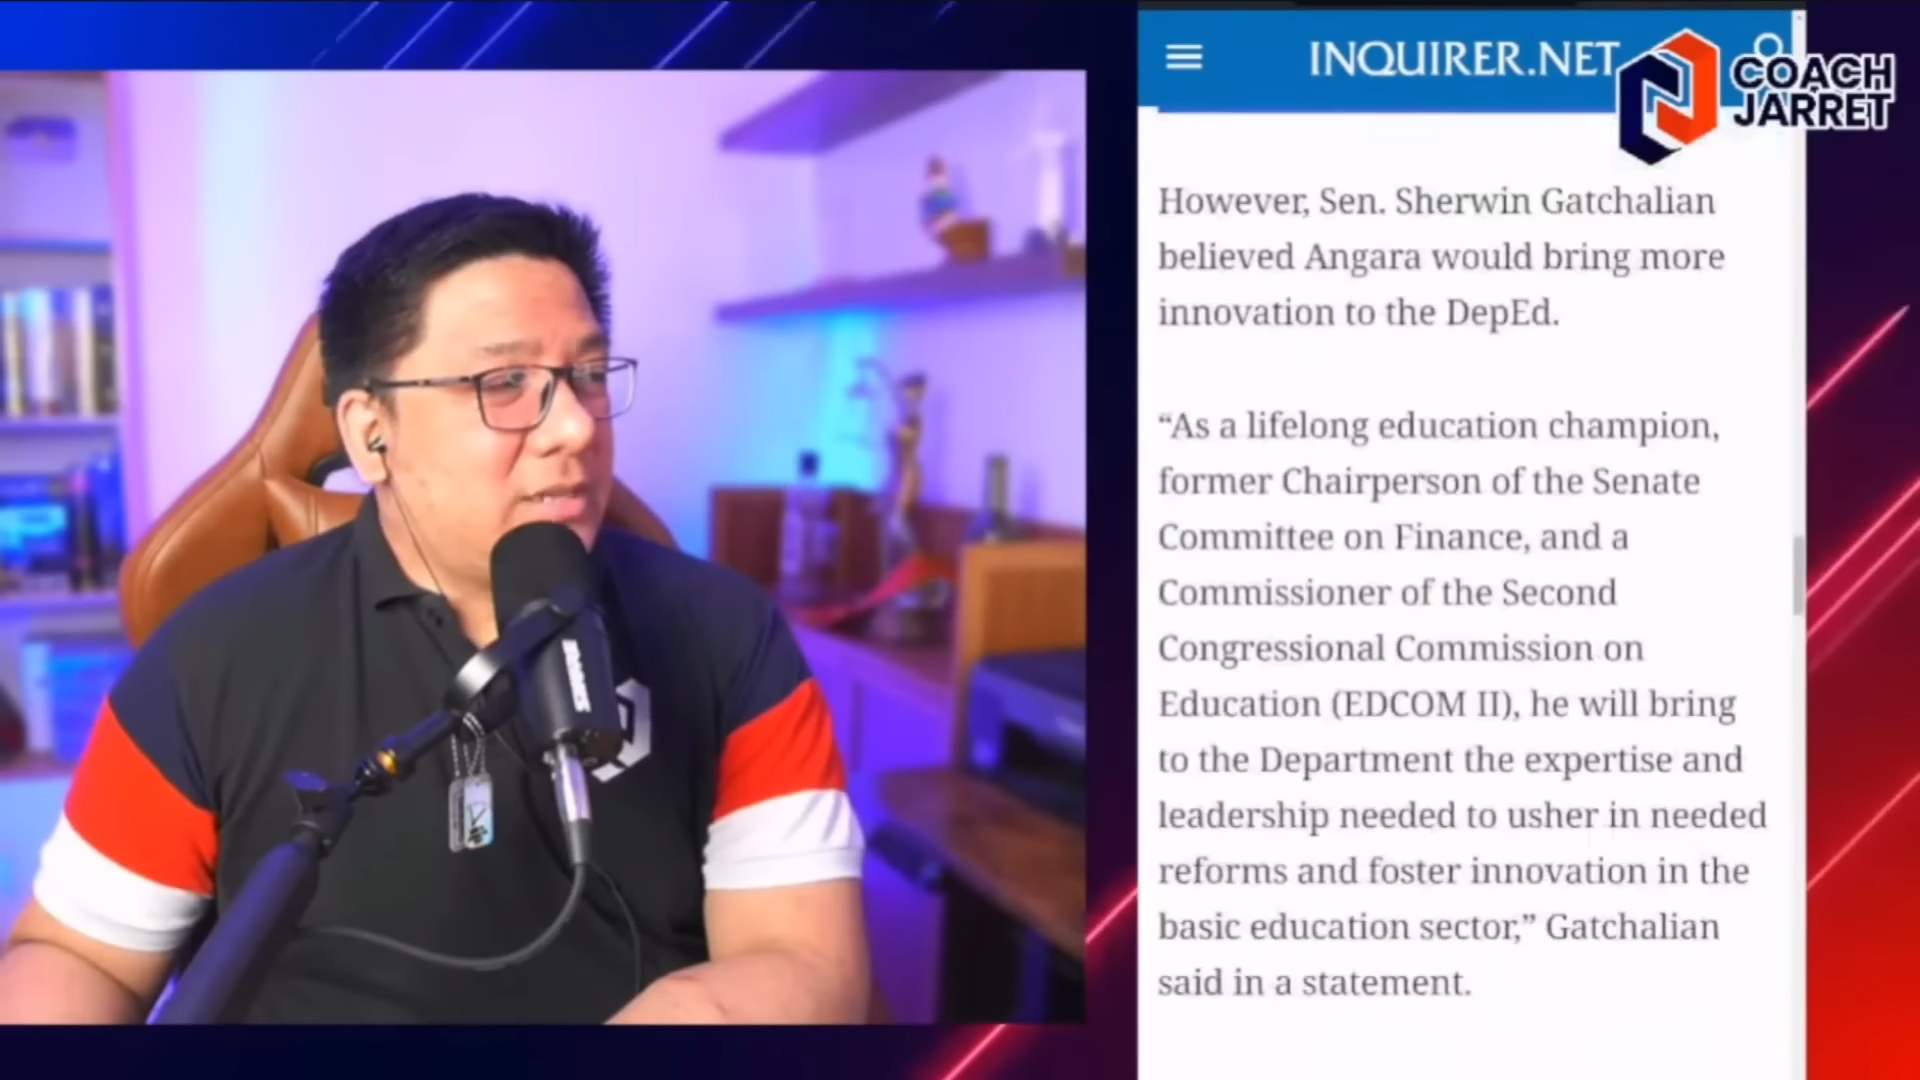 INQUIRER.NET
COACH
JARRET
However, Sen. Sherwin Gatchalian
believed Angara would bring more
innovation to the DepEd.
“As a lifelong education champion,
former Chairperson of the Senate
Committee on Finance, and a
Commissioner of the Second
Congressional Commission on
Education (EDCOM II), he will bring
to the Department the expertise and
leadership needed to usher in needed
reforms and foster innovation in the
basic education sector,” Gatchalian
said in a statement.
SHURE